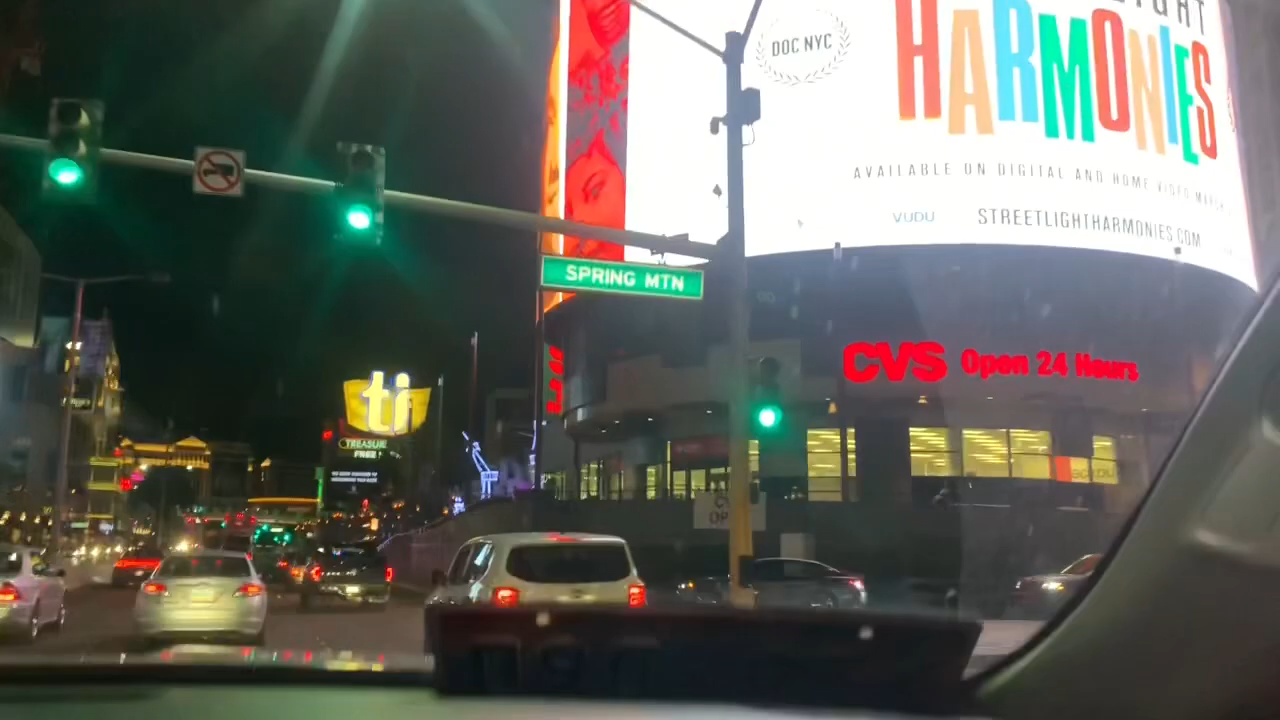 DOC NYC
HARMONIES
AVAILABLE ON DIGITAL AND HOME VIDEO MARCH
VUDU STREETLIGHTHARMONIES.COM
SPRING MTN
CVS Open 24 Hours
ti
TREASURE
FREE